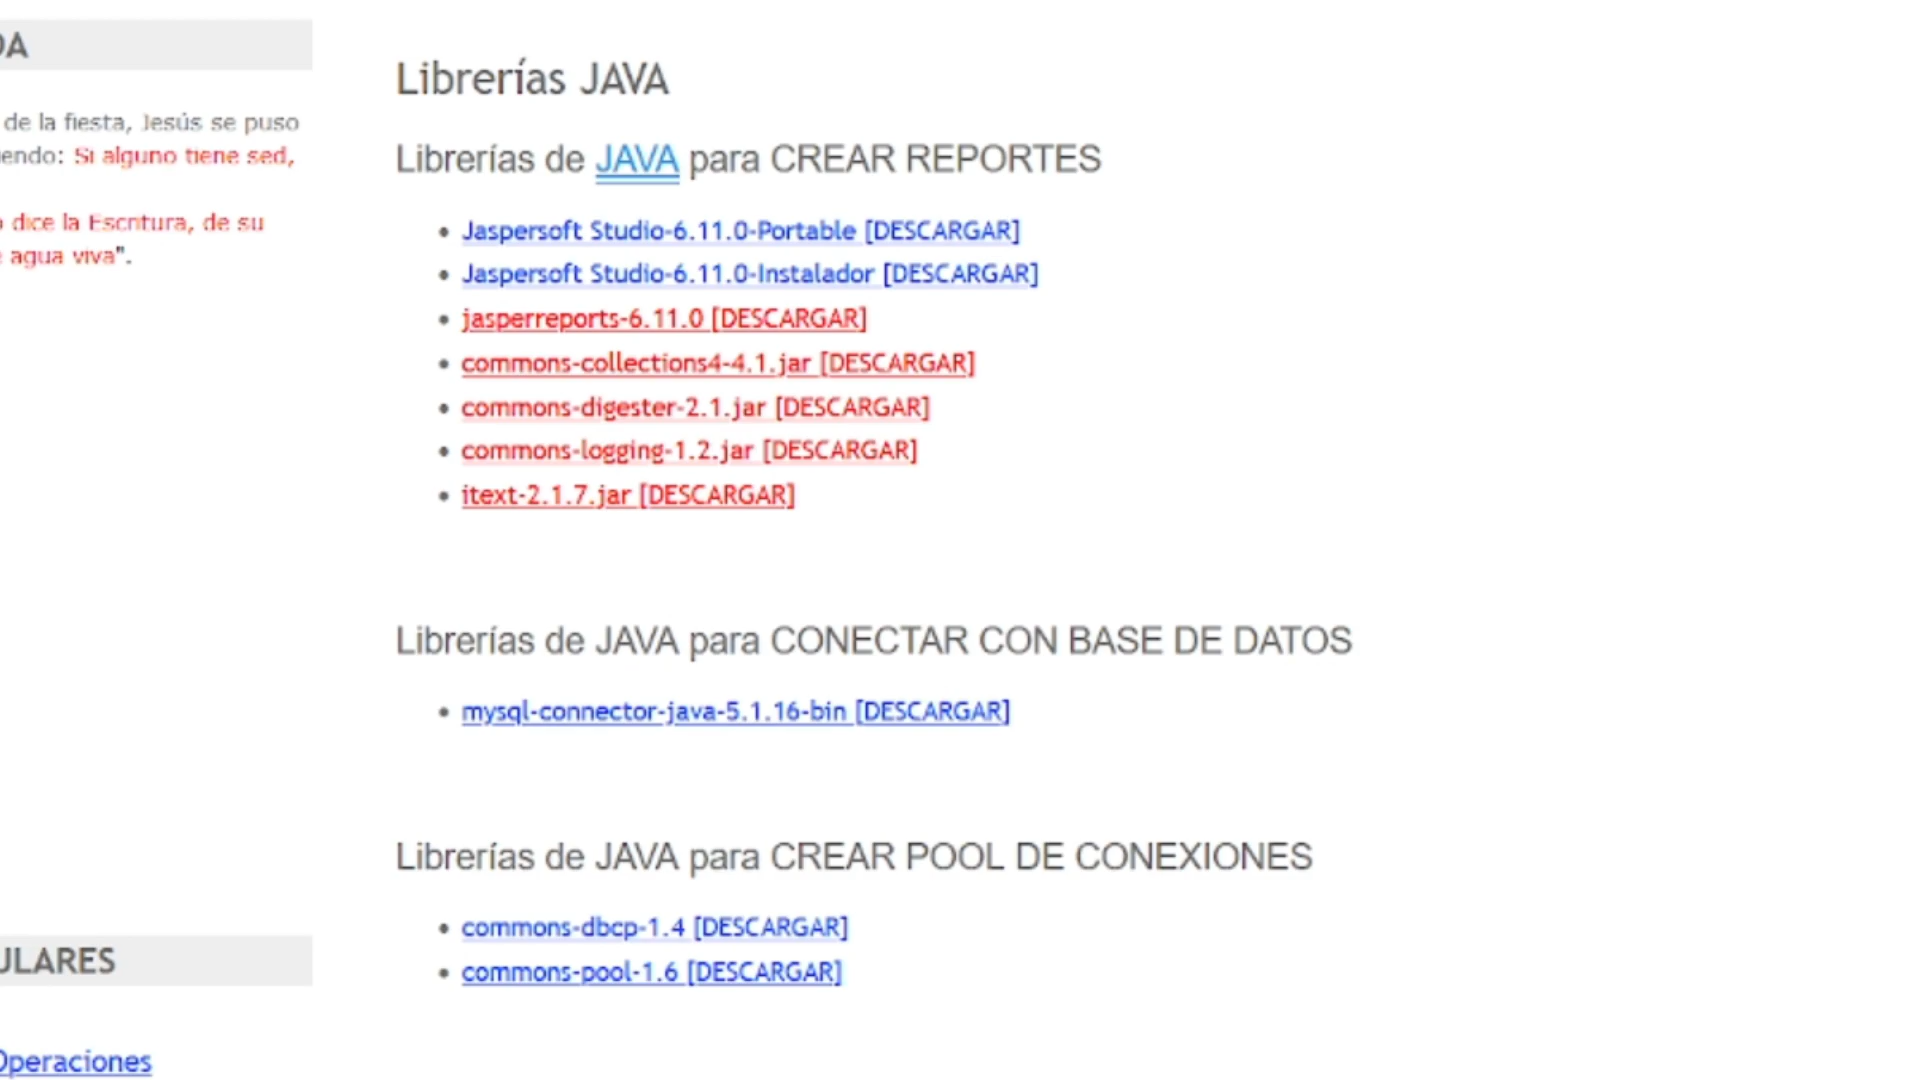 DA
de la fiesta, Jesús se puso
endo: Si alguno tiene sed,
dice la Escritura, de su
agua viva".
ULARES
Operaciones
Librerías JAVA
Librerías de JAVA para CREAR REPORTES
Jaspersoft Studio-6.11.0-Portable [DESCARGAR]
Jaspersoft Studio-6.11.0-Instalador [DESCARGAR]
jasperreports-6.11.0 [DESCARGAR]
commons-collections4-4.1.jar [DESCARGAR]
commons-digester-2.1.jar [DESCARGAR]
commons-logging-1.2.jar [DESCARGAR]
itext-2.1.7.jar [DESCARGAR]
Librerías de JAVA para CONECTAR CON BASE DE DATOS
mysql-connector-java-5.1.16-bin [DESCARGAR]
Librerías de JAVA para CREAR POOL DE CONEXIONES
commons-dbcp-1.4 [DESCARGAR]
commons-pool-1.6 [DESCARGAR]